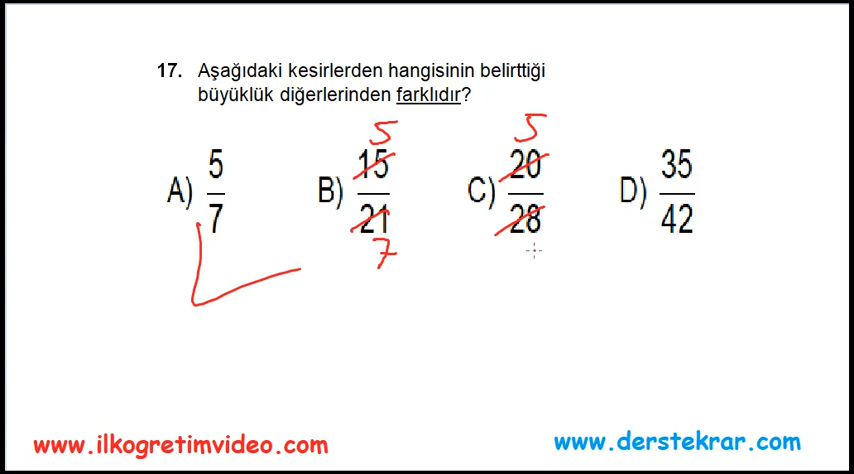 17. Aşağıdaki kesirlerden hangisinin belirttiği
büyüklük diğerlerinden farklıdır?
5 5
A) 5/7 B) 15/21 C) 20/28 D) 35/42
7
www.ilkogretimvideo.com
www.derstekrar.com